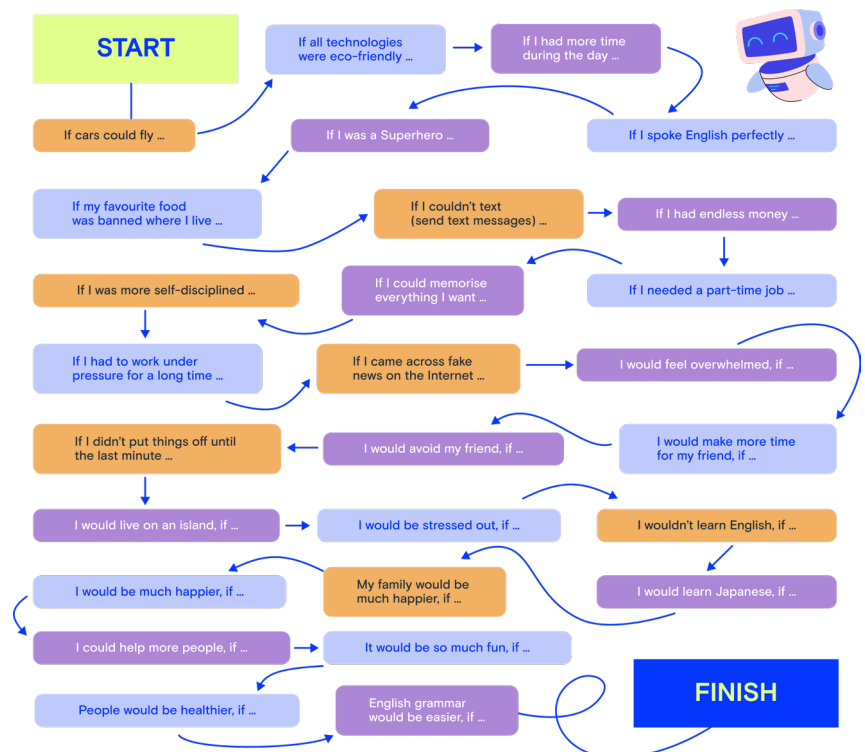 START
If cars could fly ...
If all technologies
were eco-friendly ...
If I had more time
during the day ...
If I spoke English perfectly ...
If I was a Superhero ...
If my favourite food
was banned where I live ...
If I couldn't text
(send text messages) ...
If I had endless money ...
If I needed a part-time job ...
If I could memorise
everything I want ...
If I was more self-disciplined ...
If I had to work under
pressure for a long time ...
If I came across fake
news on the Internet ...
I would feel overwhelmed, if ...
I would make more time
for my friend, if ...
I would avoid my friend, if ...
If I didn't put things off until
the last minute ...
I would live on an island, if ...
I would be stressed out, if ...
I wouldn't learn English, if ...
I would learn Japanese, if ...
My family would be
much happier, if ...
I would be much happier, if ...
I could help more people, if ...
It would be so much fun, if ...
People would be healthier, if ...
English grammar
would be easier, if ...
FINISH